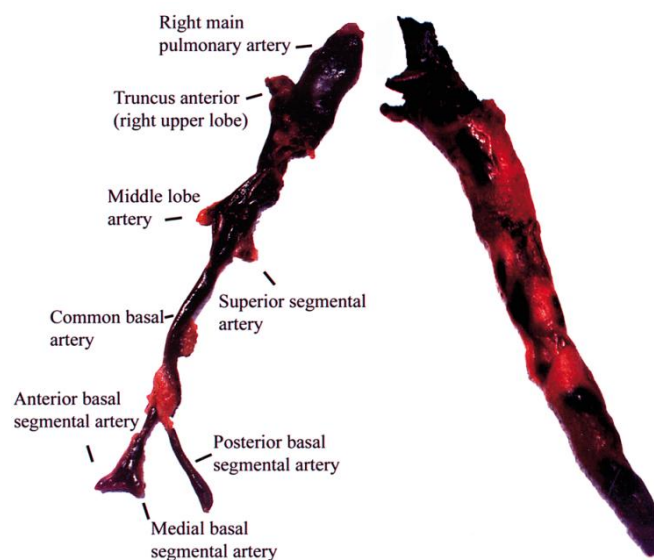 Right main
pulmonary artery
Truncus anterior
(right upper lobe)
Middle lobe
artery
Superior segmental
artery
Common basal
artery
Anterior basal
segmental artery
Posterior basal
segmental artery
Medial basal
segmental artery